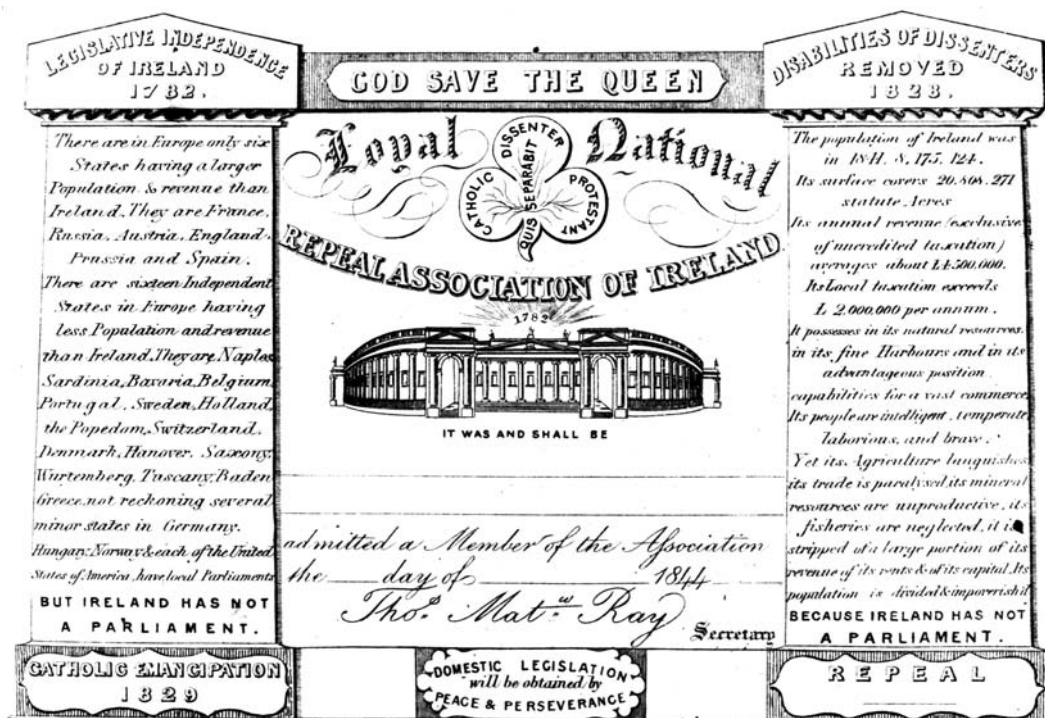 LEGISLATIVE INDEPENDENCE
OF IRELAND
1782.
GOD SAVE THE QUEEN
DISABILITIES OF DISSENTERS
REMOVED
1828.
There are in Europe only six
States having a larger
Population & revenue than
Ireland. They are France,
Russia, Austria, England,
Prussia and Spain.
There are sixteen Independent
States in Europe having
less Population and revenue
than Ireland. They are, Naples
Sardinia, Bavaria, Belgium,
Portugal, Sweden, Holland,
the Popedom, Switzerland,
Denmark, Hanover, Saxony,
Wurtemberg, Tuscany, Baden
Greece, not reckoning several
minor states in Germany.
Hungary, Norway & each of the United
States of America, have local Parliaments
BUT IRELAND HAS NOT
A PARLIAMENT.
CATHOLIC EMANCIPATION
1829
Loyal National
CATHOLIC
DISSENTER
PROTESTANT
QUIS SEPARABIT
REPEAL ASSOCIATION OF IRELAND.
1782
IT WAS AND SHALL BE
admitted a Member of the Association
the day of 1844
Thos. Matw. Ray
Secretary
DOMESTIC LEGISLATION
will be obtained by
PEACE & PERSEVERANCE
The population of Ireland was
in 1841. 8,175,124.
Its surface covers 20.808.271
statute Acres
Its annual revenue (exclusive
of uncredited taxation)
averages about £4500,000.
Its Local taxation exceeds
£ 2,000,000 per annum.
It possesses in its natural resources,
in its fine Harbours and in its
advantageous position
capabilities for a vast commerce
Its people are intelligent, temperate
laborious, and brave.
Yet its Agriculture languishes
its trade is paralysed, its mineral
resources are unproductive, its
fisheries are neglected, it is
stripped of a large portion of its
revenue of its rents & of its capital, Its
population is divided & impoverished
BECAUSE IRELAND HAS NOT
A PARLIAMENT.
REPEAL